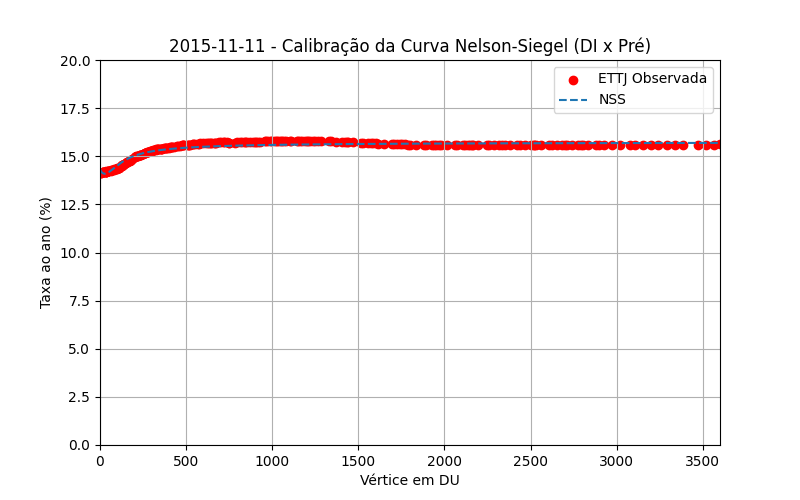 2015-11-11 - Calibração da Curva Nelson-Siegel (DI x Pré)
ETTJ Observada
NSS
Taxa ao ano (%)
20.0
17.5
15.0
12.5
10.0
7.5
5.0
2.5
0.0
0 500 1000 1500 2000 2500 3000 3500
Vértice em DU